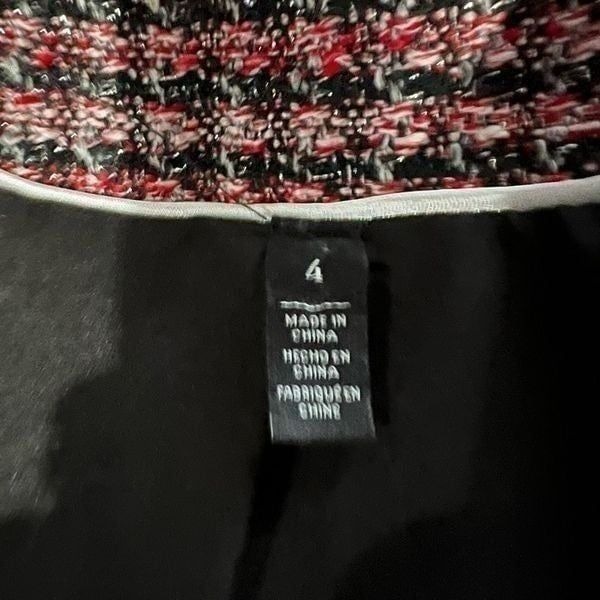 4
MADE IN
CHINA
HECHO EN
CHINA
FABRIQUÉ EN
CHINE